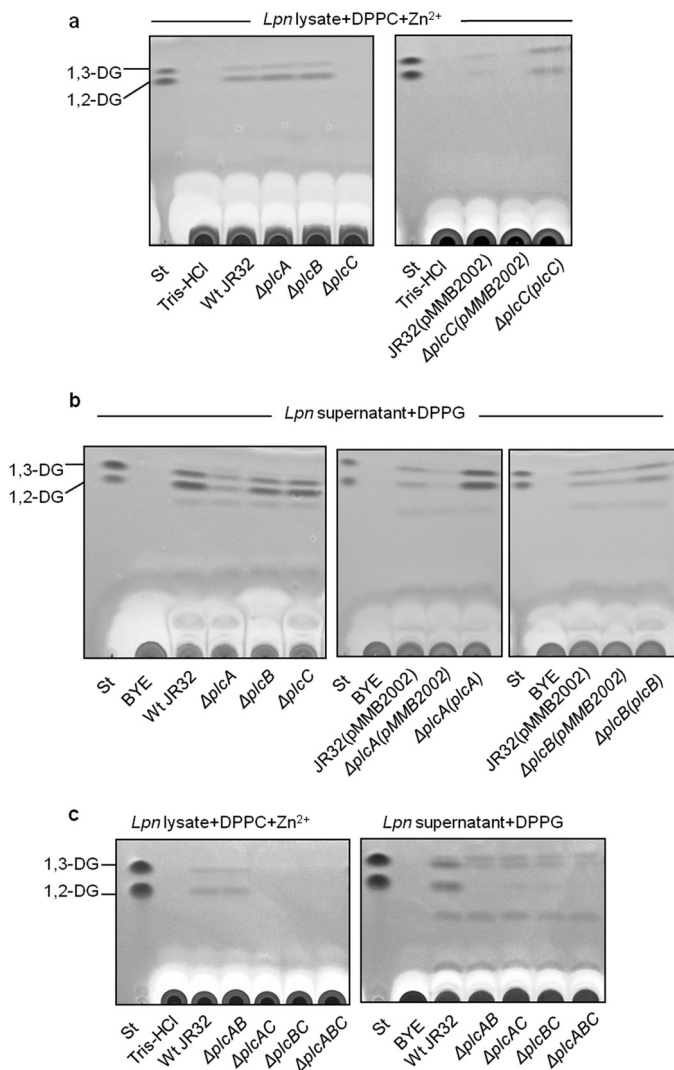 a
Lpn lysate+DPPC+Zn²⁺
1,3-DG
1,2-DG
St
Tris-HCl
Wt JR32
ΔplcA
ΔplcB
ΔplcC
St
Tris-HCl
JR32(pMMB2002)
ΔplcC(pMMB2002)
ΔplcC(plcC)
b
Lpn supernatant+DPPG
1,3-DG
1,2-DG
St
BYE
Wt JR32
ΔplcA
ΔplcB
ΔplcC
St
BYE
JR32(pMMB2002)
ΔplcA(pMMB2002)
ΔplcA(plcA)
St
BYE
JR32(pMMB2002)
ΔplcB(pMMB2002)
ΔplcB(plcB)
c
Lpn lysate+DPPC+Zn²⁺
Lpn supernatant+DPPG
1,3-DG
1,2-DG
St
Tris-HCl
Wt JR32
ΔplcAB
ΔplcAC
ΔplcBC
ΔplcABC
St
BYE
Wt JR32
ΔplcAB
ΔplcAC
ΔplcBC
ΔplcABC